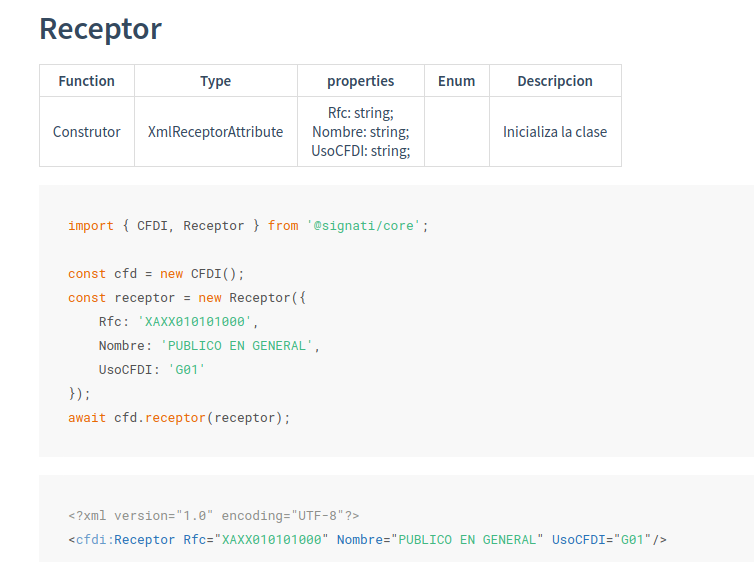 Receptor
Function Type properties Enum Descripcion
Construtor XmlReceptorAttribute Rfc: string; Inicializa la clase
Nombre: string;
UsoCFDI: string;
import { CFDI, Receptor } from '@signati/core';
const cfd = new CFDI();
const receptor = new Receptor({
    Rfc: 'XAXX010101000',
    Nombre: 'PUBLICO EN GENERAL',
    UsoCFDI: 'G01'
});
await cfd.receptor(receptor);
<?xml version="1.0" encoding="UTF-8"?>
<cfdi:Receptor Rfc="XAXX010101000" Nombre="PUBLICO EN GENERAL" UsoCFDI="G01"/>